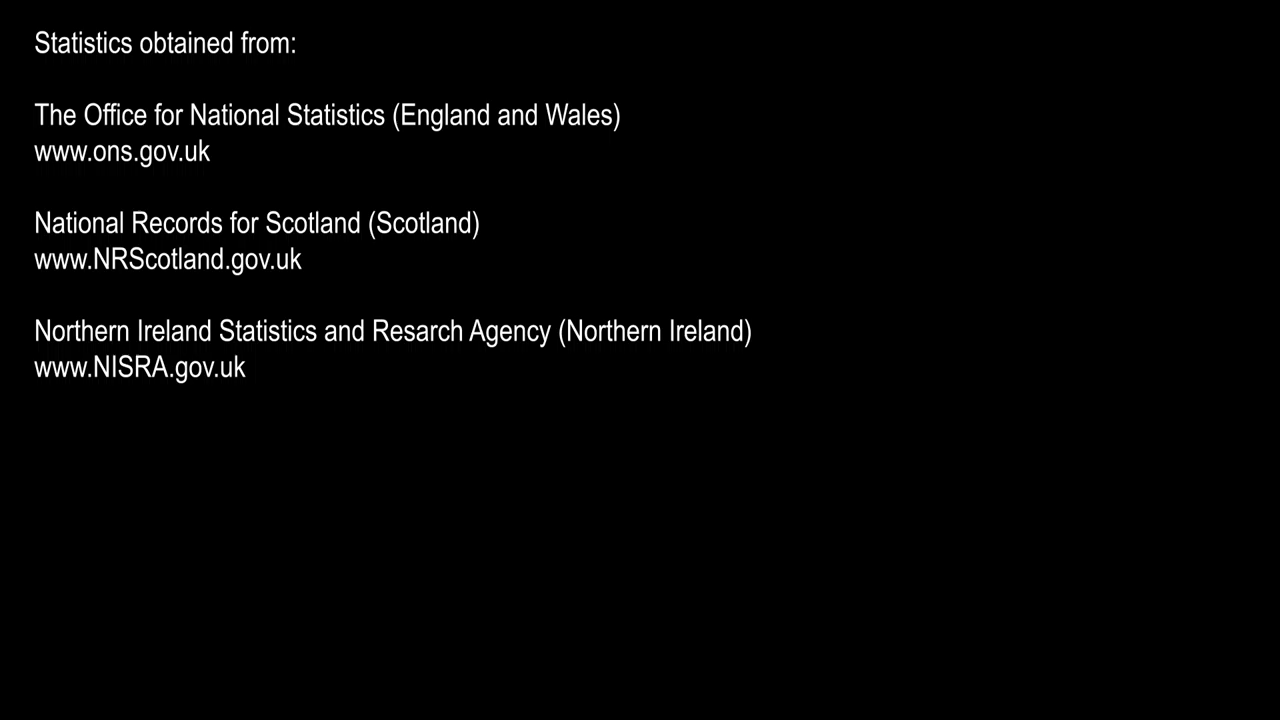 Statistics obtained from:
The Office for National Statistics (England and Wales)
www.ons.gov.uk
National Records for Scotland (Scotland)
www.NRScotland.gov.uk
Northern Ireland Statistics and Resarch Agency (Northern Ireland)
www.NISRA.gov.uk